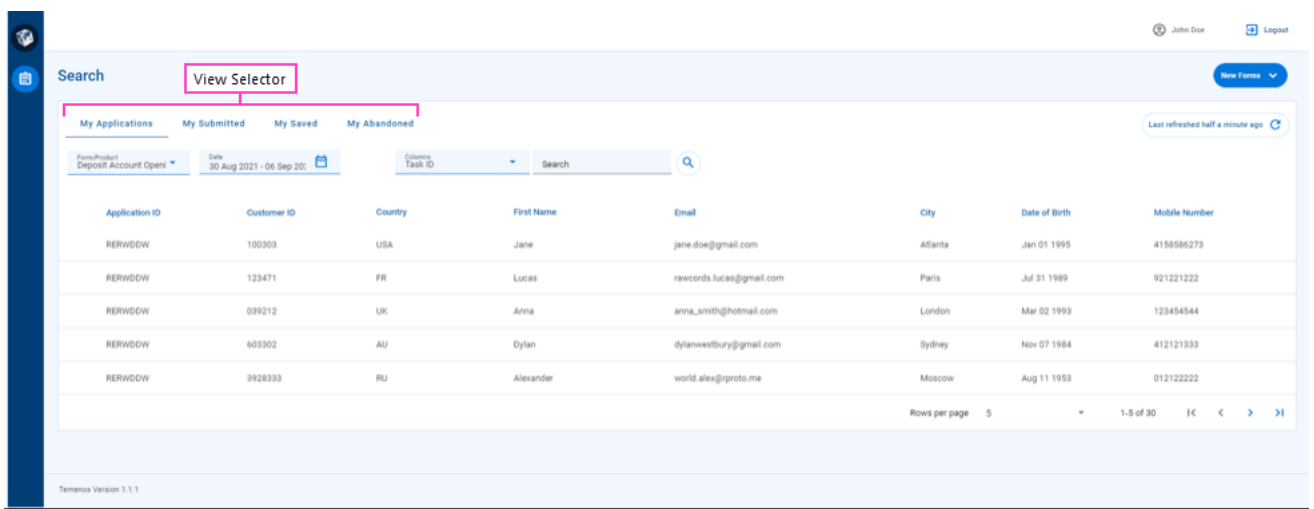 John Doe Logout
Search View Selector New Forms
My Applications My Submitted My Saved My Abandoned Last refreshed half a minute ago
Form/Product Date Columns
Deposit Account Openi 30 Aug 2021 - 06 Sep 20 Task ID Search
Application ID Customer ID Country First Name Email City Date of Birth Mobile Number
RERWDDW 100303 USA Jane jane.doe@gmail.com Atlanta Jan 01 1995 4158586273
RERWDDW 123471 FR Lucas rawcords.lucas@gmail.com Paris Jul 31 1989 921221222
RERWDDW 039212 UK Anna anna_smith@hotmail.com London Mar 02 1993 123454544
RERWDDW 603302 AU Dylan dylanwestbury@gmail.com Sydney Nov 07 1984 412121333
RERWDDW 3928333 RU Alexander world.alex@rproto.me Moscow Aug 11 1953 012122222
Rows per page 5 1-5 of 30
Temenos Version 1.1.1